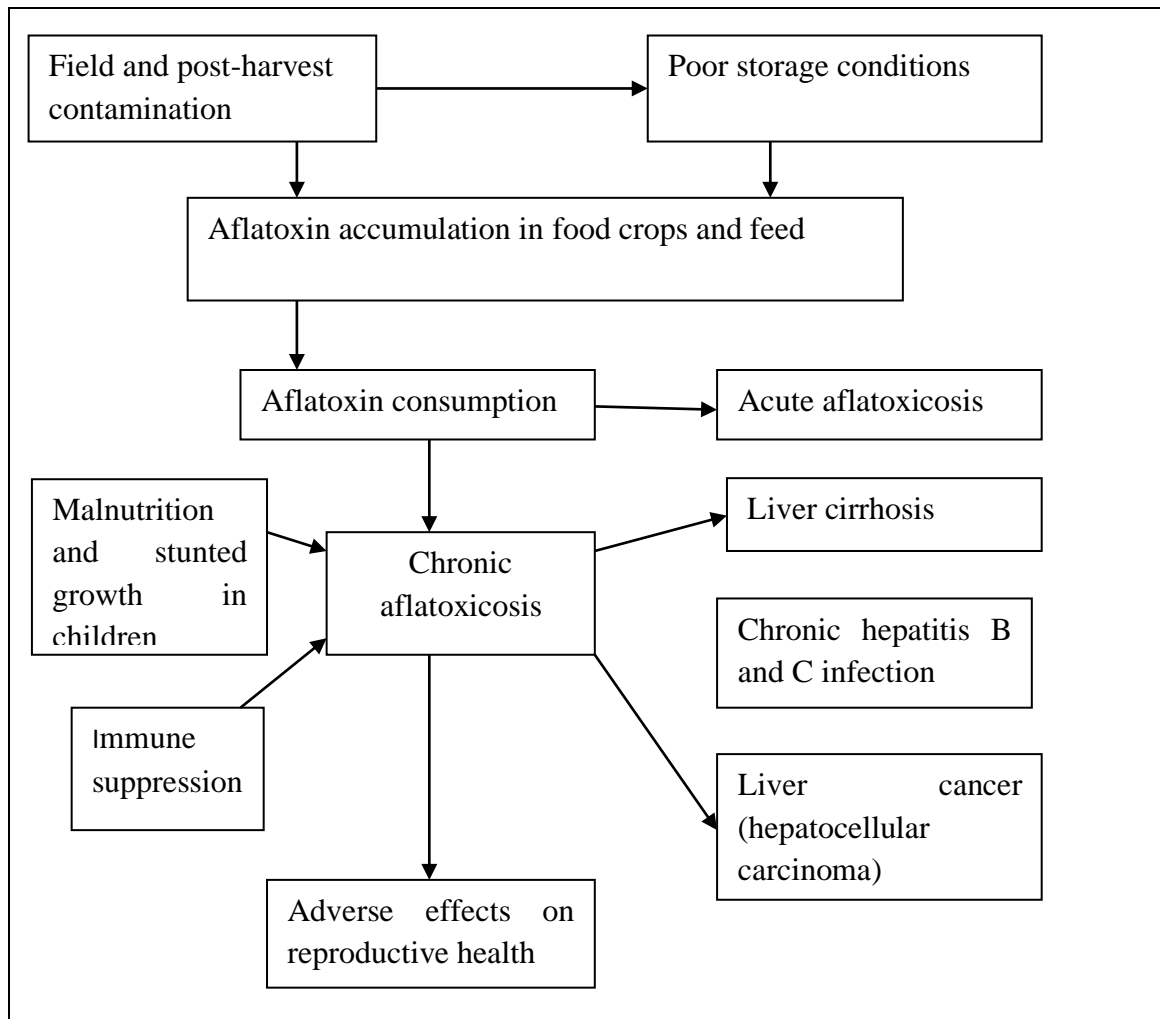 Field and post-harvest
contamination
Poor storage conditions
Aflatoxin accumulation in food crops and feed
Aflatoxin consumption
Acute aflatoxicosis
Malnutrition
and stunted
growth in
children
Chronic
aflatoxicosis
Liver cirrhosis
Chronic hepatitis B
and C infection
Immune
suppression
Liver cancer
(hepatocellular
carcinoma)
Adverse effects on
reproductive health